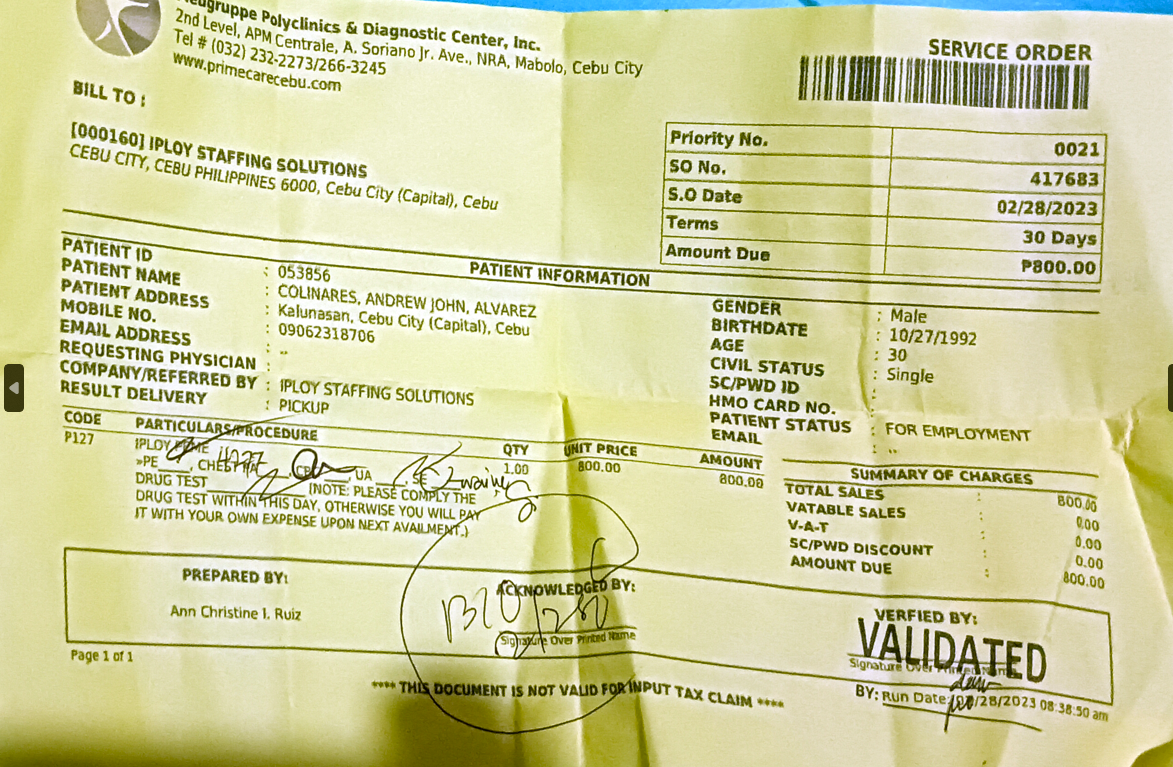 Polyclinics & Diagnostic Center, Inc.
2nd Level, APM Centrale, A. Soriano Jr. Ave., NRA, Mabolo, Cebu City
Tel # (032) 232-2273/266-3245
www.primecarecebu.com
SERVICE ORDER
BILL TO :
[000160] IPLOY STAFFING SOLUTIONS
CEBU CITY, CEBU PHILIPPINES 6000, Cebu City (Capital), Cebu
Priority No. 0021
SO No. 417683
S.O Date 02/28/2023
Terms 30 Days
Amount Due ₱800.00
PATIENT INFORMATION
PATIENT ID : 053856
PATIENT NAME : COLINARES, ANDREW JOHN, ALVAREZ
PATIENT ADDRESS : Kalunasan, Cebu City (Capital), Cebu
MOBILE NO. : 09062318706
EMAIL ADDRESS : --
REQUESTING PHYSICIAN :
COMPANY/REFERRED BY : IPLOY STAFFING SOLUTIONS
RESULT DELIVERY : PICKUP
GENDER : Male
BIRTHDATE : 10/27/1992
AGE : 30
CIVIL STATUS : Single
SC/PWD ID :
HMO CARD NO. :
PATIENT STATUS : FOR EMPLOYMENT
EMAIL : --
CODE PARTICULARS/PROCEDURE QTY UNIT PRICE AMOUNT
P127 IPLOY 1.00 800.00 800.00
»PE___, UA___, SE
DRUG TEST (NOTE: PLEASE COMPLY THE
DRUG TEST WITHIN THIS DAY, OTHERWISE YOU WILL PAY
IT WITH YOUR OWN EXPENSE UPON NEXT AVAILMENT.)
SUMMARY OF CHARGES
TOTAL SALES : 800.00
VATABLE SALES : 0.00
V-A-T : 0.00
SC/PWD DISCOUNT : 0.00
AMOUNT DUE : 800.00
PREPARED BY:
Ann Christine I. Ruiz
ACKNOWLEDGED BY:
Signature Over Printed Name
VERFIED BY:
VALIDATED
Signature Over Printed Name
BY:
Page 1 of 1
Run Date: 02/28/2023 08:38:50 am
**** THIS DOCUMENT IS NOT VALID FOR INPUT TAX CLAIM ****